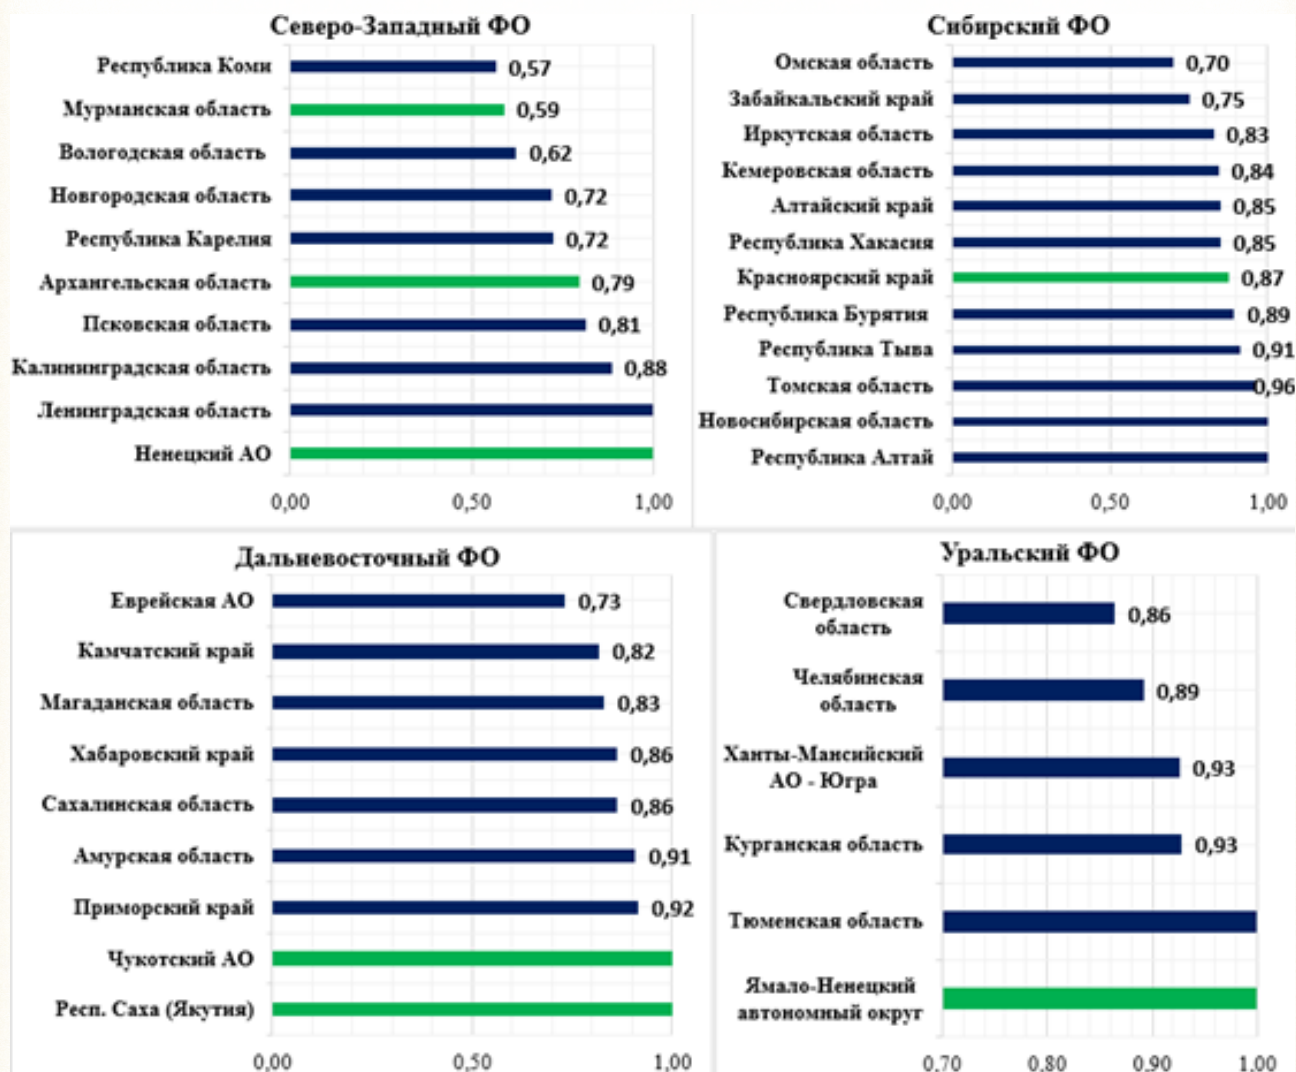 Северо-Западный ФО
Республика Коми 0,57
Мурманская область 0,59
Вологодская область 0,62
Новгородская область 0,72
Республика Карелия 0,72
Архангельская область 0,79
Псковская область 0,81
Калининградская область 0,88
Ленинградская область
Ненецкий АО
0,00 0,50 1,00
Сибирский ФО
Омская область 0,70
Забайкальский край 0,75
Иркутская область 0,83
Кемеровская область 0,84
Алтайский край 0,85
Республика Хакасия 0,85
Красноярский край 0,87
Республика Бурятия 0,89
Республика Тыва 0,91
Томская область 0,96
Новосибирская область
Республика Алтай
0,00 0,50 1,00
Дальневосточный ФО
Еврейская АО 0,73
Камчатский край 0,82
Магаданская область 0,83
Хабаровский край 0,86
Сахалинская область 0,86
Амурская область 0,91
Приморский край 0,92
Чукотский АО
Респ. Саха (Якутия)
0,00 0,50 1,00
Уральский ФО
Свердловская
область 0,86
Челябинская
область 0,89
Ханты-Мансийский
АО - Югра 0,93
Курганская область 0,93
Тюменская область
Ямало-Ненецкий
автономный округ
0,70 0,80 0,90 1,00